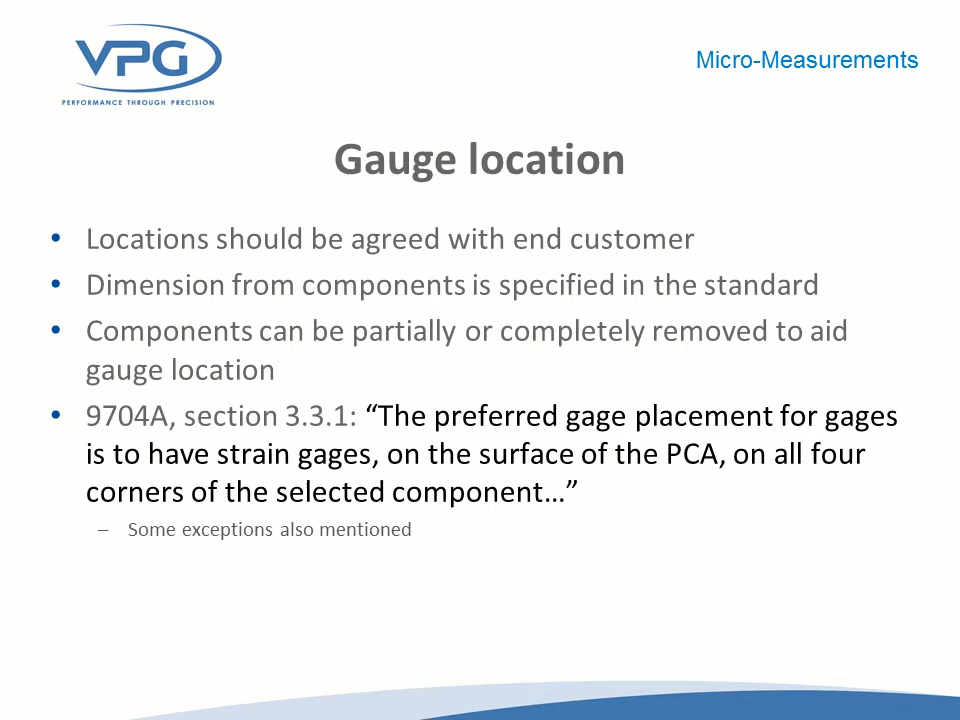 VPG
PERFORMANCE THROUGH PRECISION
Micro-Measurements
Gauge location
• Locations should be agreed with end customer
• Dimension from components is specified in the standard
• Components can be partially or completely removed to aid
gauge location
• 9704A, section 3.3.1: “The preferred gage placement for gages
is to have strain gages, on the surface of the PCA, on all four
corners of the selected component…”
– Some exceptions also mentioned